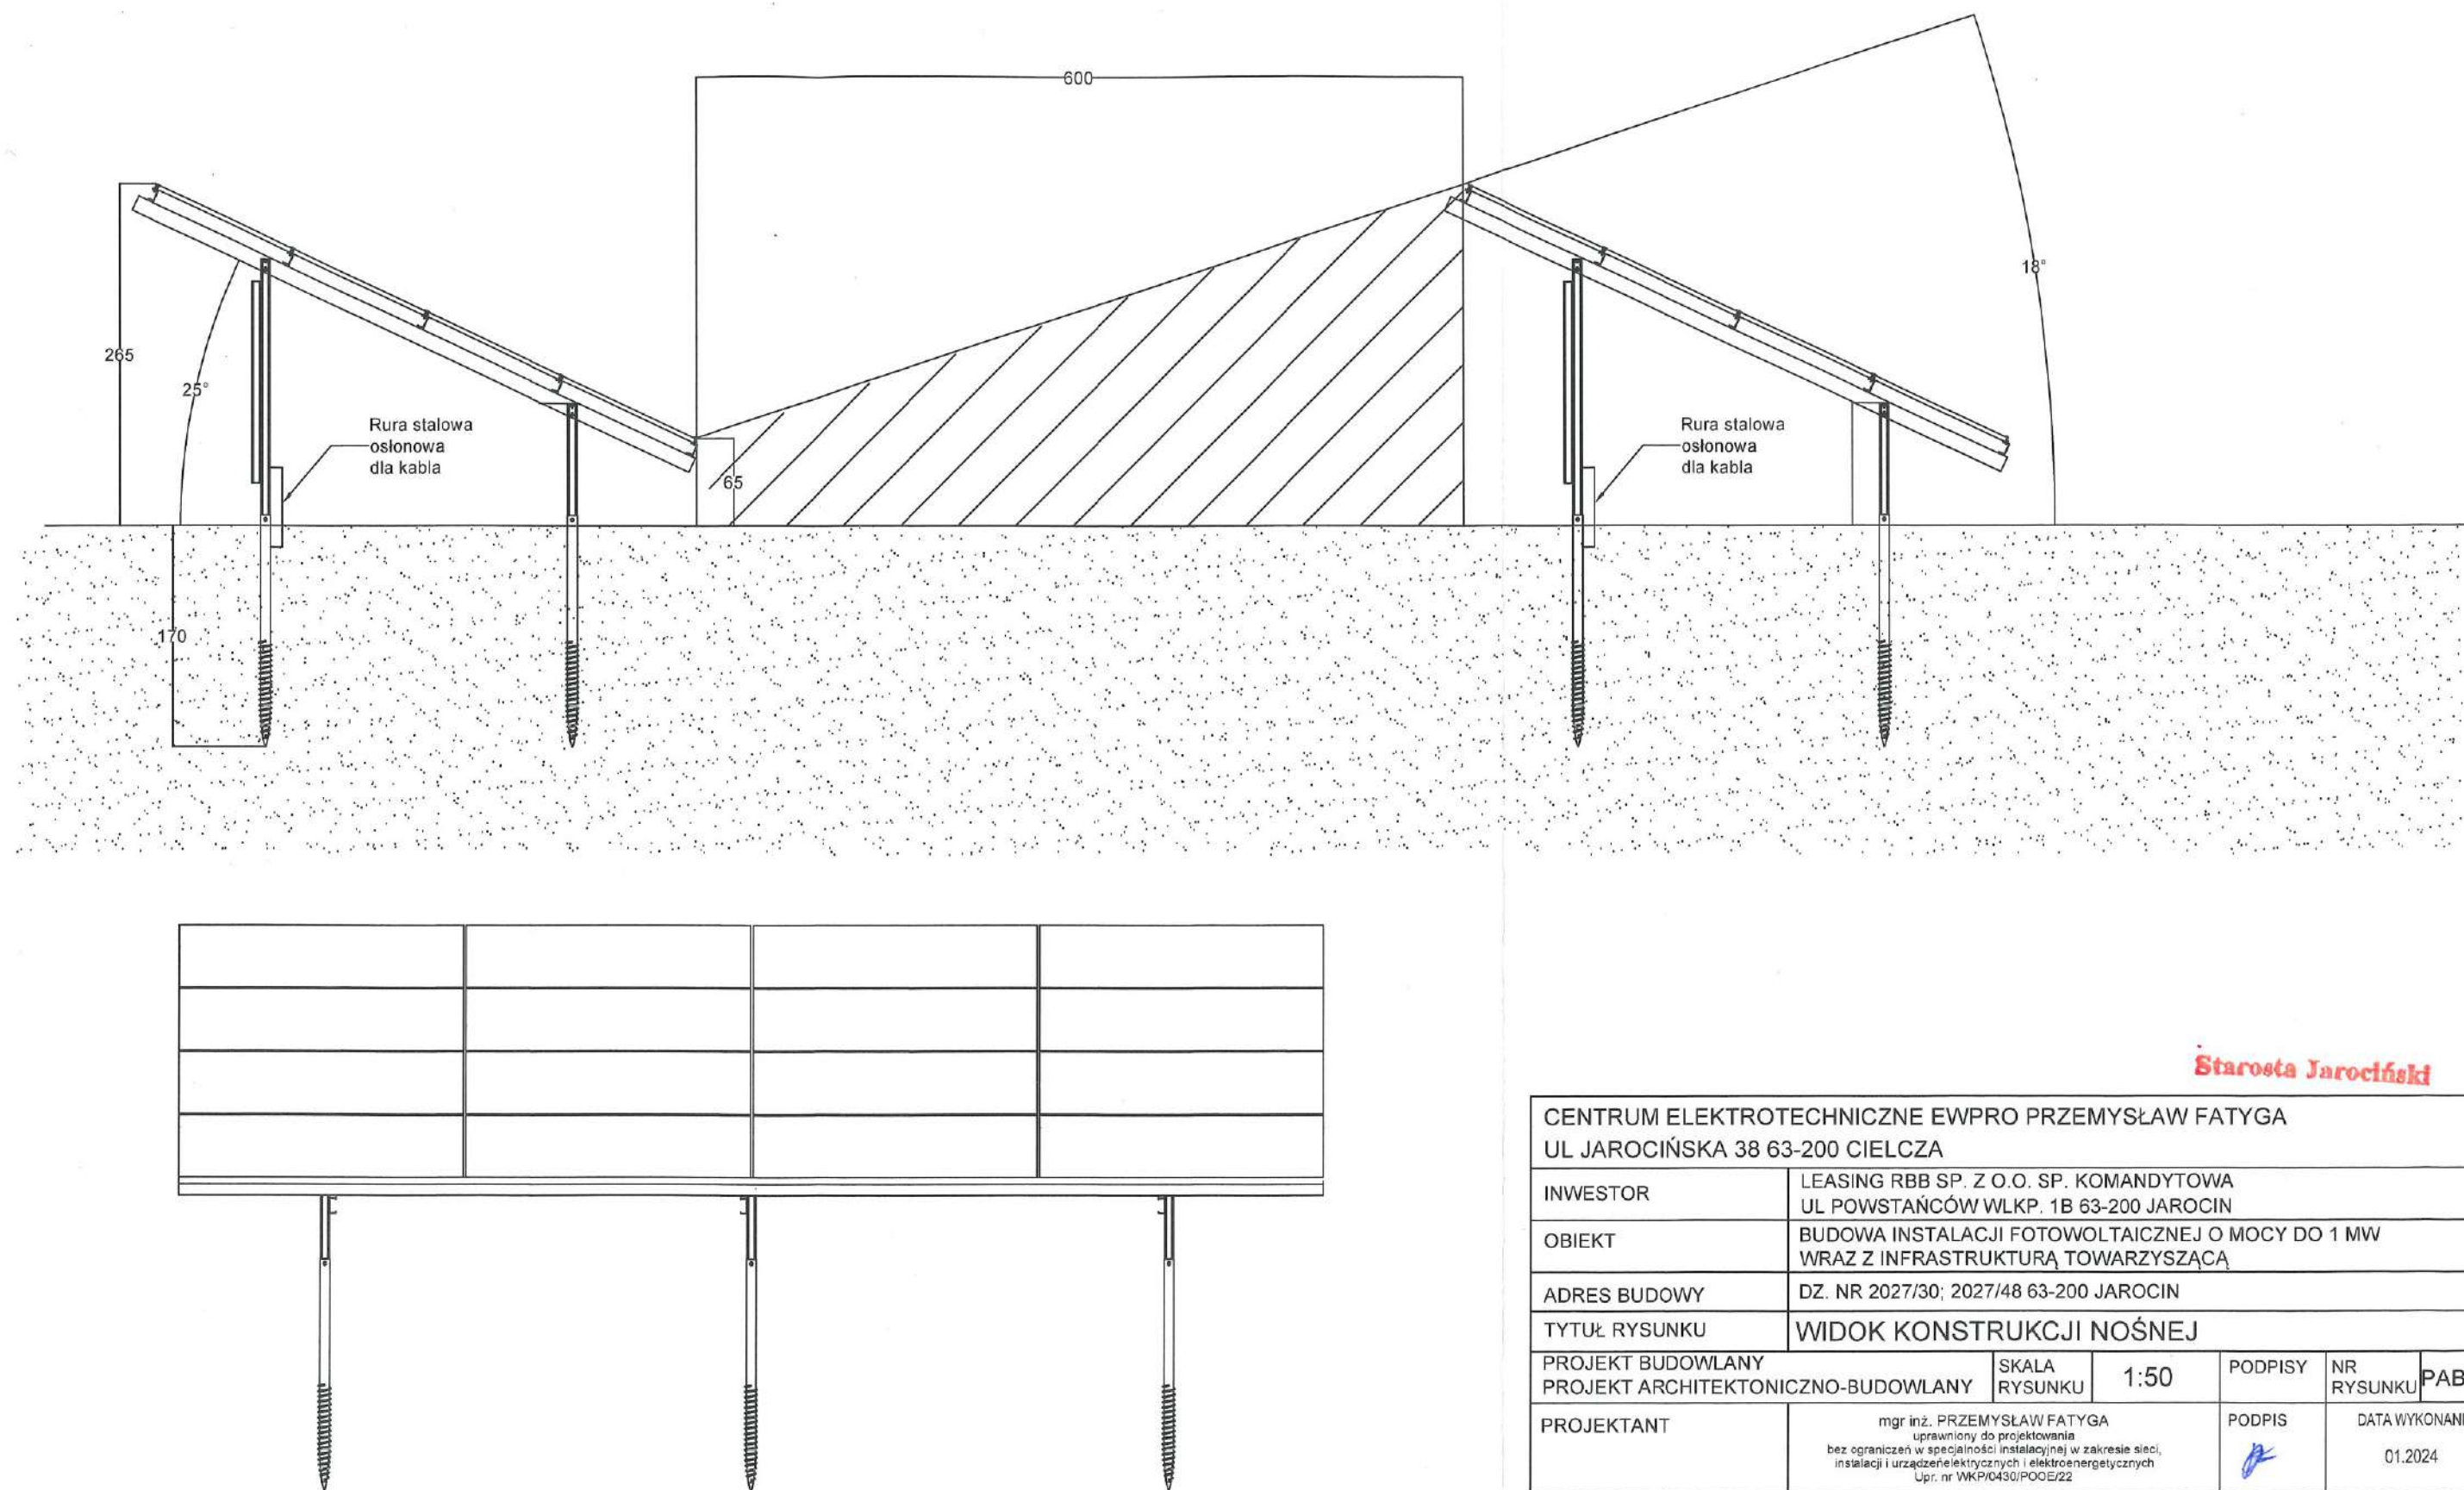 600
18°
265
25°
Rura stalowa
osłonowa
dla kabla
65
Rura stalowa
osłonowa
dla kabla
170
Starosta Jarociński
CENTRUM ELEKTROTECHNICZNE EWPRO PRZEMYSŁAW FATYGA
UL JAROCIŃSKA 38 63-200 CIELCZA
INWESTOR
LEASING RBB SP. Z O.O. SP. KOMANDYTOWA
UL POWSTAŃCÓW WLKP. 1B 63-200 JAROCIN
OBIEKT
BUDOWA INSTALACJI FOTOWOLTAICZNEJ O MOCY DO 1 MW
WRAZ Z INFRASTRUKTURĄ TOWARZYSZĄCĄ
ADRES BUDOWY
DZ. NR 2027/30; 2027/48 63-200 JAROCIN
TYTUŁ RYSUNKU
WIDOK KONSTRUKCJI NOŚNEJ
PROJEKT BUDOWLANY
PROJEKT ARCHITEKTONICZNO-BUDOWLANY
SKALA
RYSUNKU
1:50
PODPISY
NR
RYSUNKU
PAB
PROJEKTANT
mgr inż. PRZEMYSŁAW FATYGA
uprawniony do projektowania
bez ograniczeń w specjalności instalacyjnej w zakresie sieci,
instalacji i urządzeńelektrycznych i elektroenergetycznych
Upr. nr WKP/0430/POOE/22
PODPIS
DATA WYKONANI
01.2024